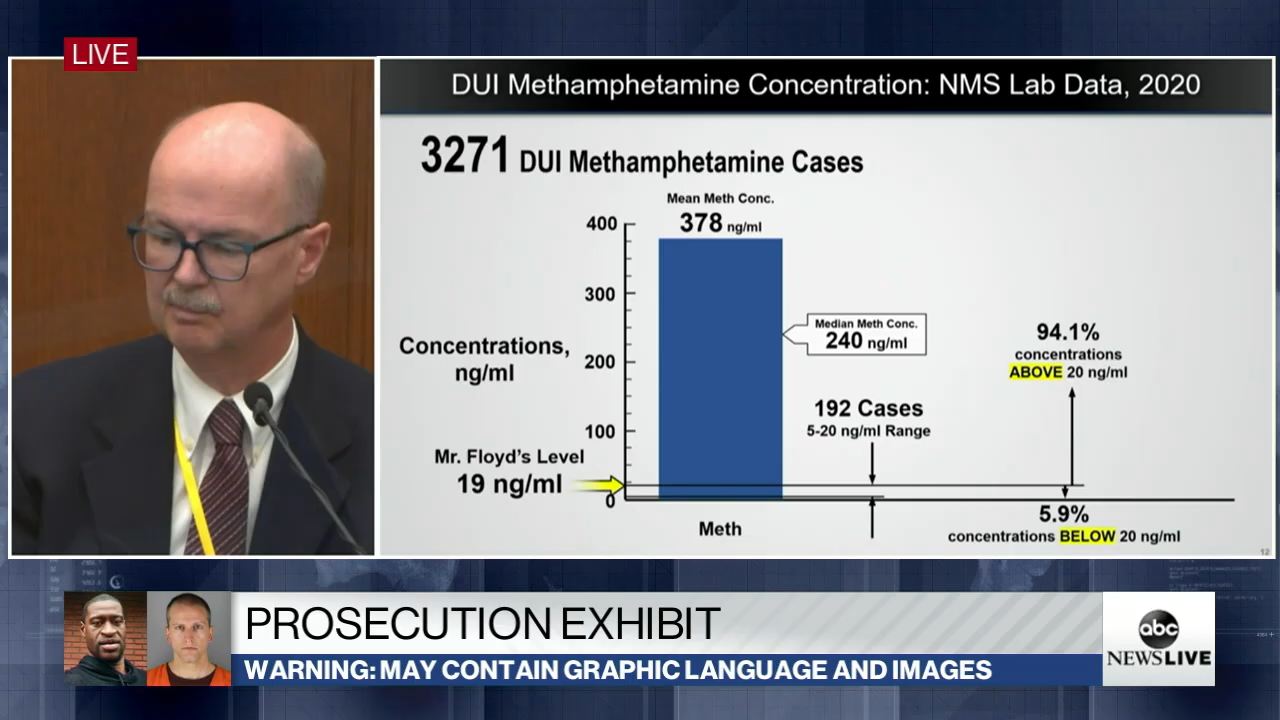 LIVE
DUI Methamphetamine Concentration: NMS Lab Data, 2020
3271 DUI Methamphetamine Cases
Mean Meth Conc.
378 ng/ml
400
300
200
100
0
Concentrations,
ng/ml
Median Meth Conc.
240 ng/ml
94.1%
concentrations
ABOVE 20 ng/ml
192 Cases
5-20 ng/ml Range
Mr. Floyd's Level
19 ng/ml
Meth
5.9%
concentrations BELOW 20 ng/ml
12
PROSECUTION EXHIBIT
WARNING: MAY CONTAIN GRAPHIC LANGUAGE AND IMAGES
abc
NEWSLIVE